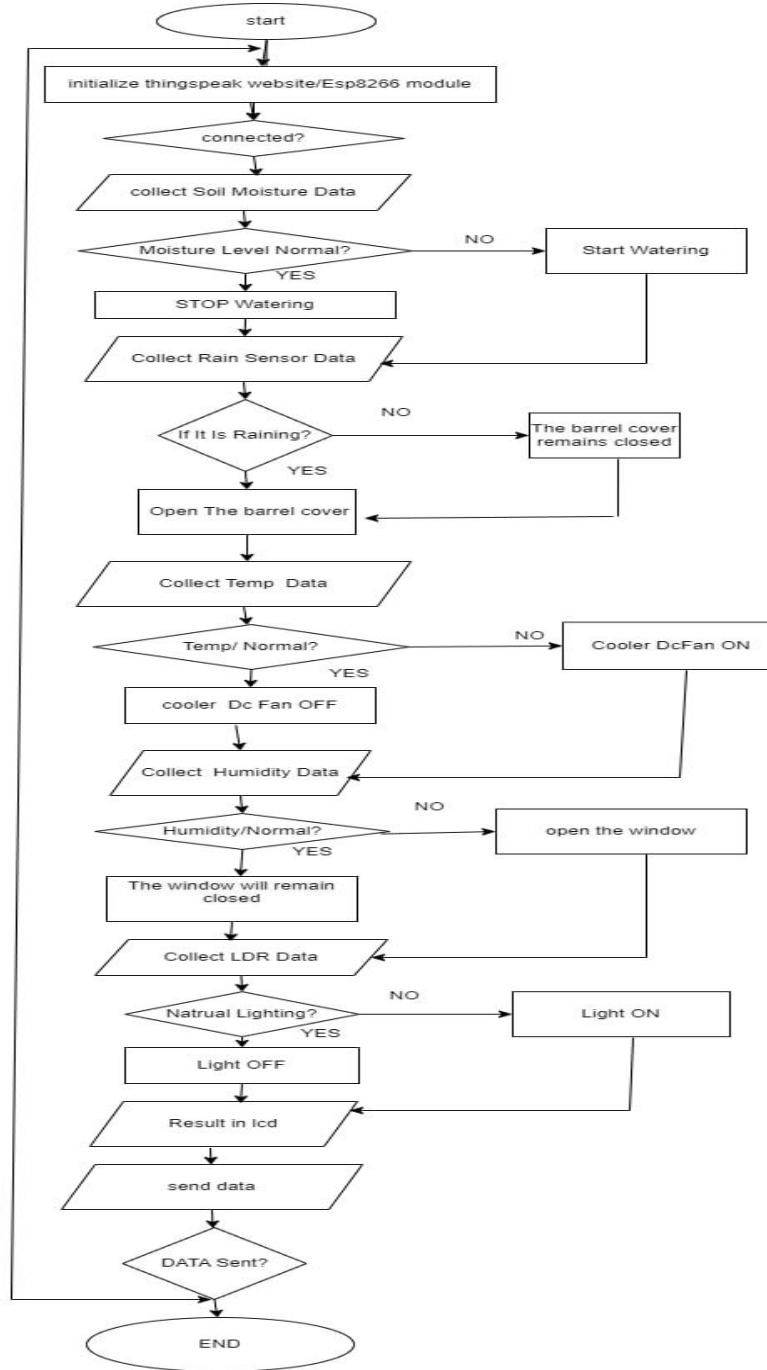 start
initialize thingspeak website/Esp8266 module
connected?
collect Soil Moisture Data
Moisture Level Normal?
NO
Start Watering
YES
STOP Watering
Collect Rain Sensor Data
If It Is Raining?
NO
The barrel cover
remains closed
YES
Open The barrel cover
Collect Temp Data
Temp/ Normal?
NO
Cooler DcFan ON
YES
cooler Dc Fan OFF
Collect Humidity Data
Humidity/Normal?
NO
open the window
YES
The window will remain
closed
Collect LDR Data
Natrual Lighting?
NO
Light ON
YES
Light OFF
Result in lcd
send data
DATA Sent?
END